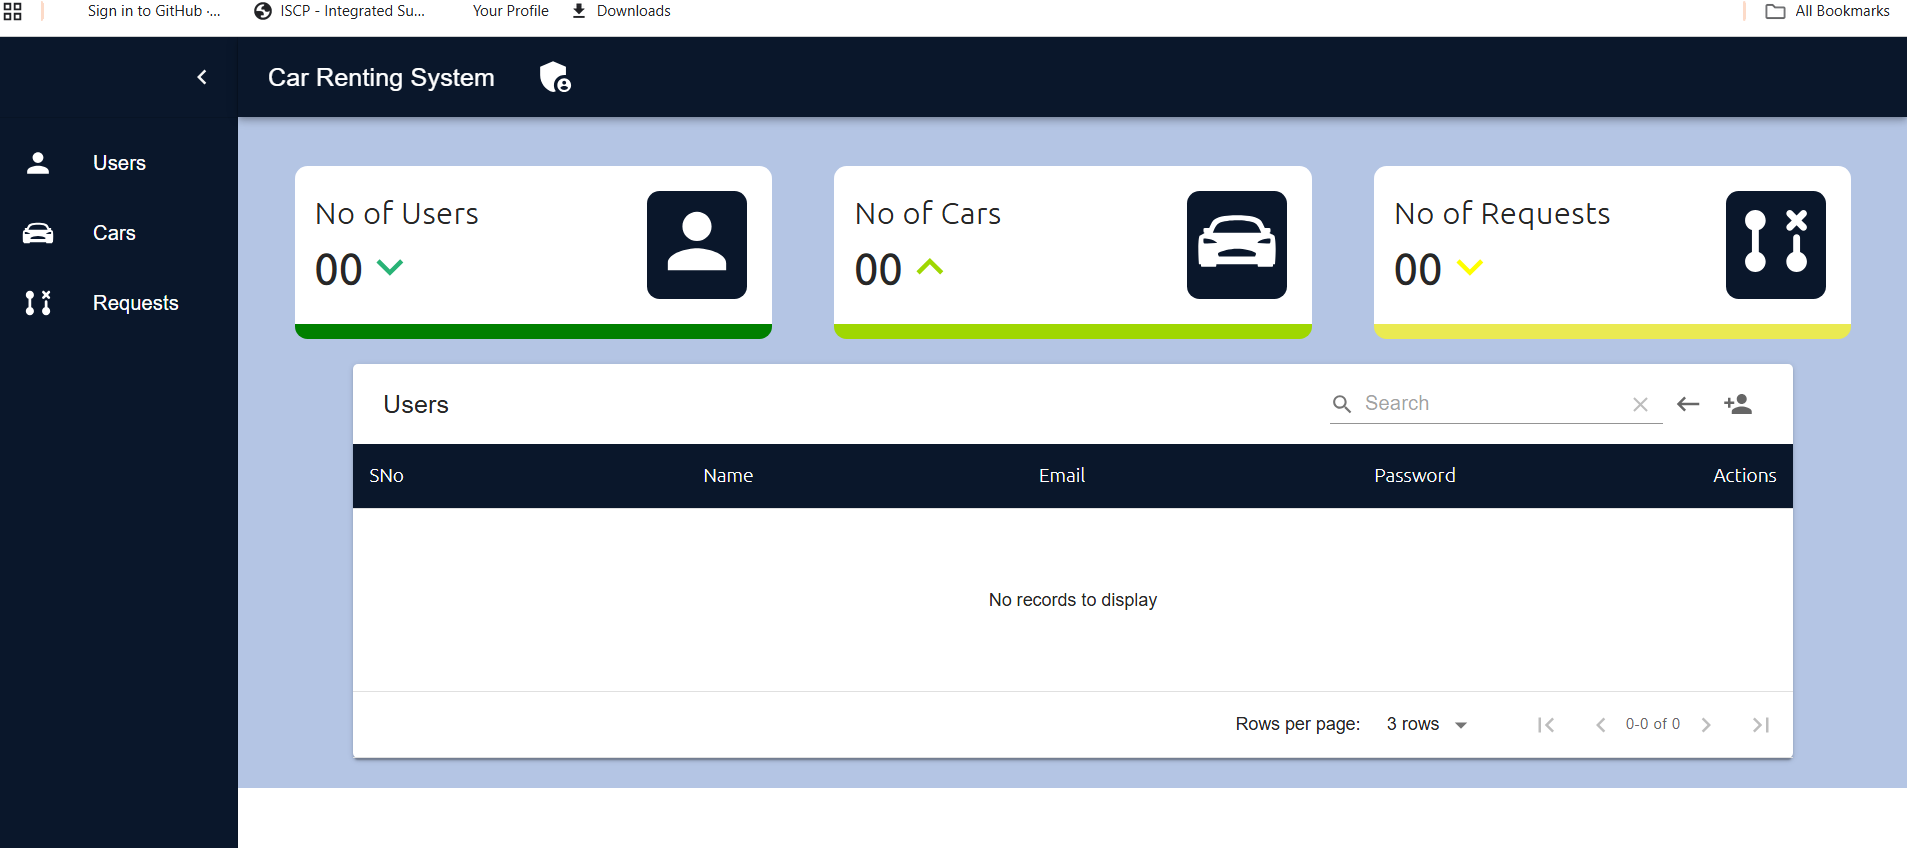 Sign in to GitHub ·...
ISCP - Integrated Su...
Your Profile
Downloads
All Bookmarks
Car Renting System
Users
Cars
Requests
No of Users
00
No of Cars
00
No of Requests
00
Users
Search
SNo Name Email Password Actions
No records to display
Rows per page: 3 rows 0-0 of 0